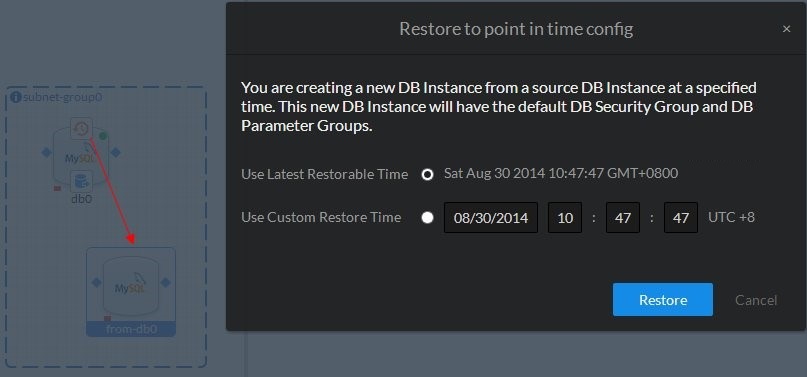 Restore to point in time config
×
You are creating a new DB Instance from a source DB Instance at a specified
time. This new DB Instance will have the default DB Security Group and DB
Parameter Groups.
Use Latest Restorable Time Sat Aug 30 2014 10:47:47 GMT+0800
Use Custom Restore Time 08/30/2014 10 : 47 : 47 UTC +8
Restore Cancel
subnet-group0
MySQL
db0
MySQL
from-db0